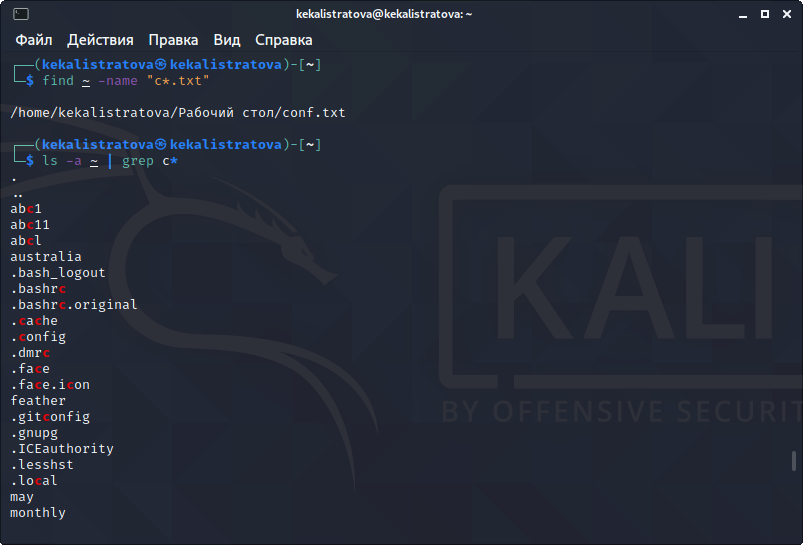 kekalistratova@kekalistratova: ~
Файл Действия Правка Вид Справка
┌──(kekalistratova㉿kekalistratova)-[~]
└─$ find ~ -name "c*.txt"
/home/kekalistratova/Рабочий стол/conf.txt
┌──(kekalistratova㉿kekalistratova)-[~]
└─$ ls -a ~ | grep c*
.
..
abc1
abc11
abcl
australia
.bash_logout
.bashrc
.bashrc.original
.cache
.config
.dmrc
.face
.face.icon
feather
.gitconfig
.gnupg
.ICEauthority
.lesshst
.local
may
monthly
KALI
BY OFFENSIVE SECURIT